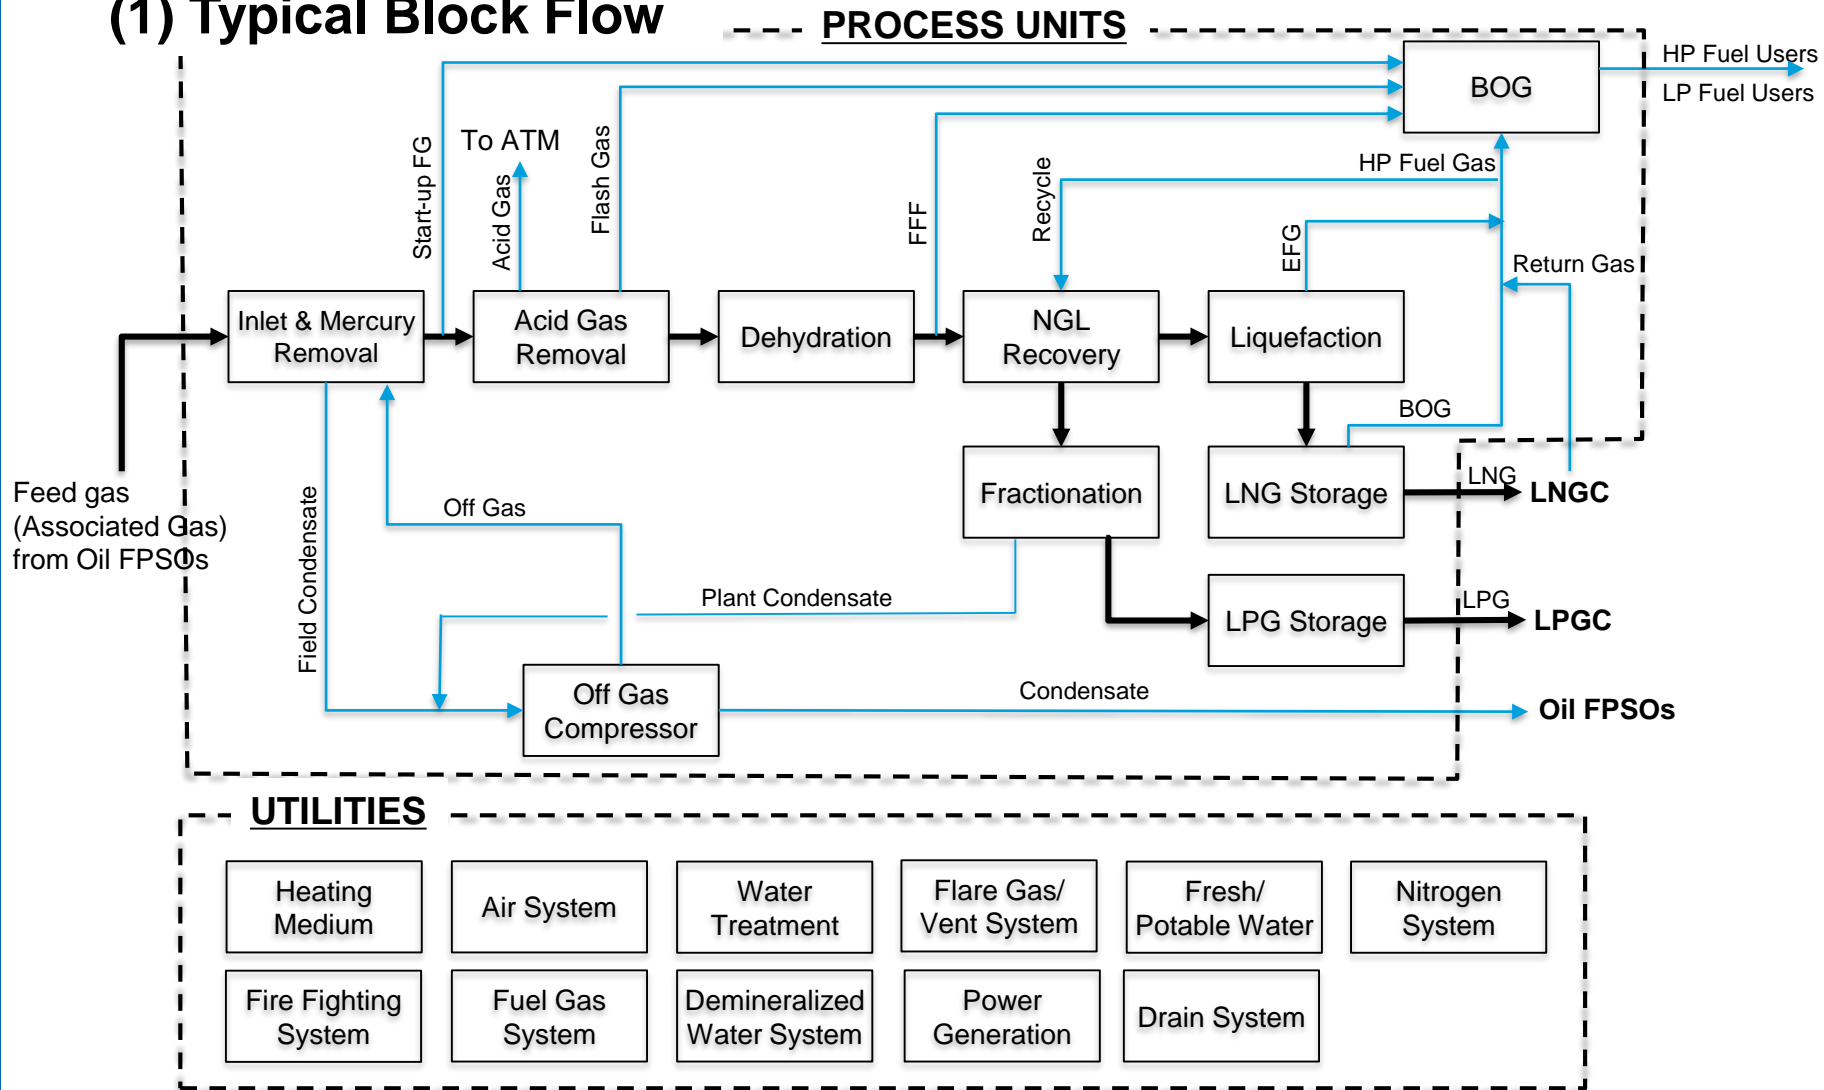 (1) Typical Block Flow
PROCESS UNITS
HP Fuel Users
LP Fuel Users
BOG
Start-up FG
To ATM
Acid Gas
Flash Gas
FFF
Recycle
HP Fuel Gas
EFG
Return Gas
Inlet & Mercury
Removal
Acid Gas
Removal
Dehydration
NGL
Recovery
Liquefaction
BOG
Feed gas
(Associated Gas)
from Oil FPSOs
Field Condensate
Off Gas
Fractionation
LNG Storage
LNG
LNGC
Plant Condensate
LPG Storage
LPG
LPGC
Off Gas
Compressor
Condensate
Oil FPSOs
UTILITIES
Heating
Medium
Air System
Water
Treatment
Flare Gas/
Vent System
Fresh/
Potable Water
Nitrogen
System
Fire Fighting
System
Fuel Gas
System
Demineralized
Water System
Power
Generation
Drain System